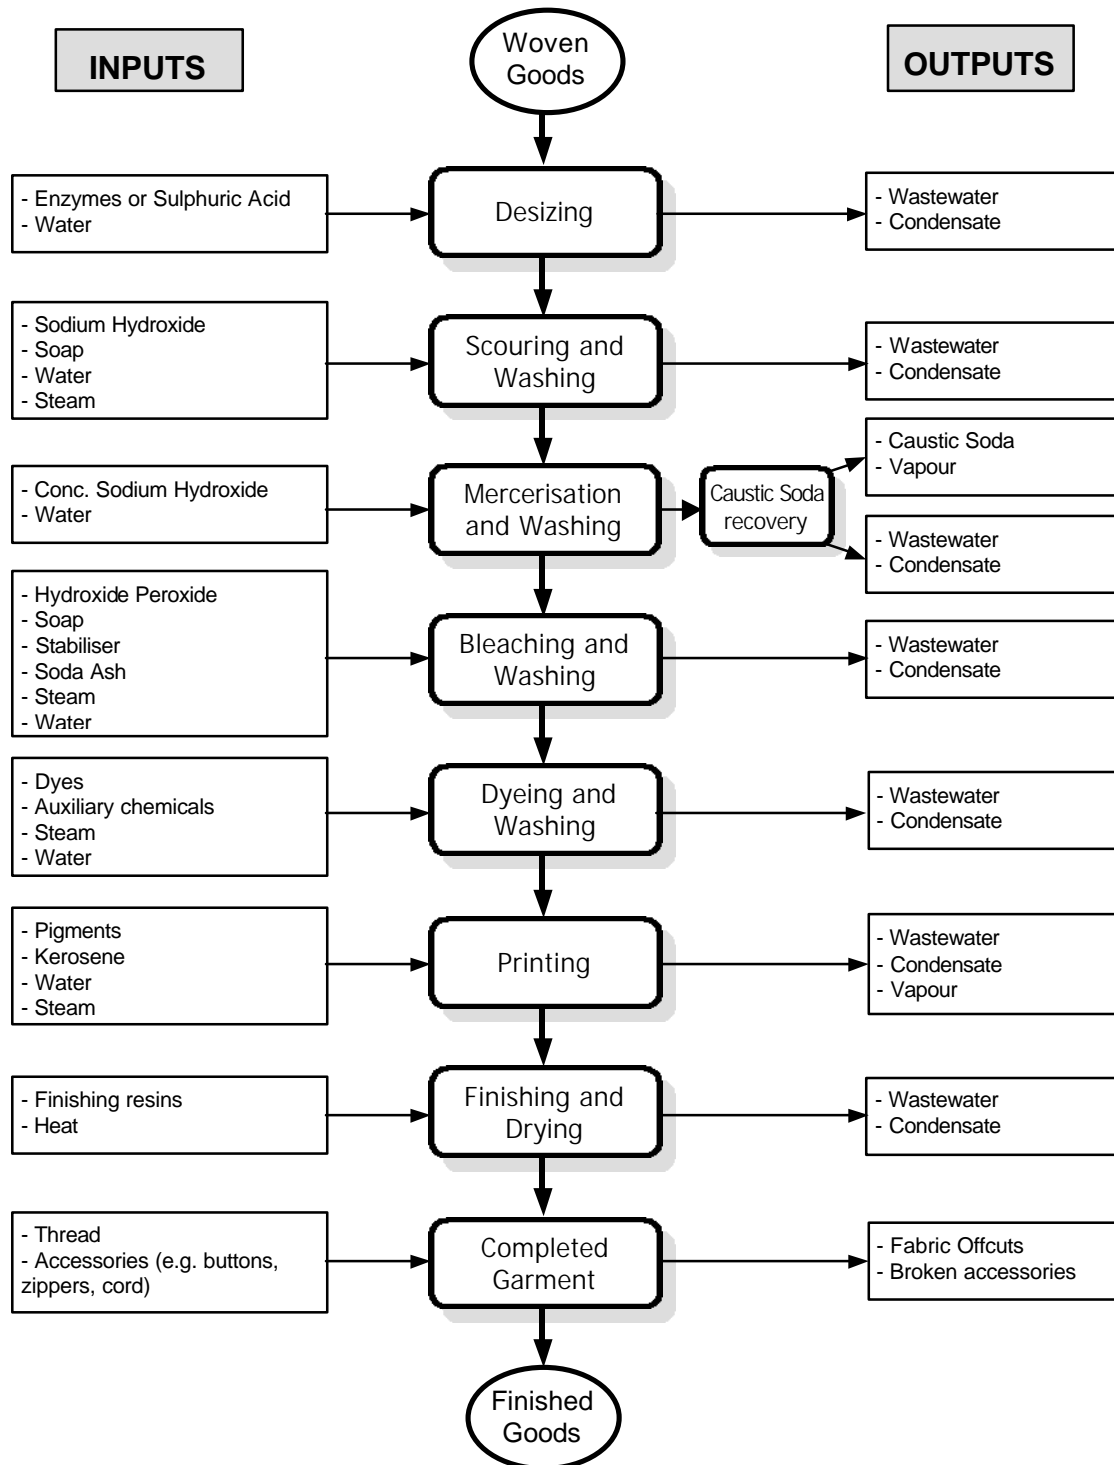 INPUTS
Woven
Goods
OUTPUTS
- Enzymes or Sulphuric Acid
- Water
Desizing
- Wastewater
- Condensate
- Sodium Hydroxide
- Soap
- Water
- Steam
Scouring and
Washing
- Wastewater
- Condensate
- Conc. Sodium Hydroxide
- Water
Mercerisation
and Washing
Caustic Soda
recovery
- Caustic Soda
- Vapour
- Wastewater
- Condensate
- Hydroxide Peroxide
- Soap
- Stabiliser
- Soda Ash
- Steam
- Water
Bleaching and
Washing
- Wastewater
- Condensate
- Dyes
- Auxiliary chemicals
- Steam
- Water
Dyeing and
Washing
- Wastewater
- Condensate
- Pigments
- Kerosene
- Water
- Steam
Printing
- Wastewater
- Condensate
- Vapour
- Finishing resins
- Heat
Finishing and
Drying
- Wastewater
- Condensate
- Thread
- Accessories (e.g. buttons,
zippers, cord)
Completed
Garment
- Fabric Offcuts
- Broken accessories
Finished
Goods